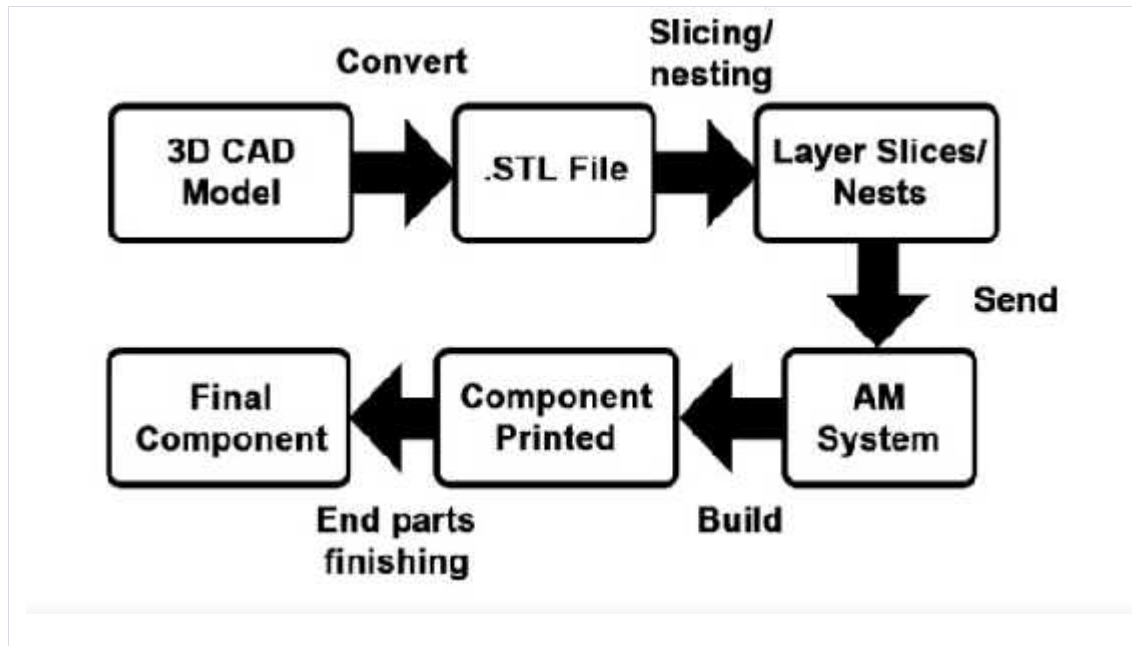 Convert
Slicing/
nesting
3D CAD
Model
.STL File
Layer Slices/
Nests
Send
Final
Component
Component
Printed
AM
System
End parts
finishing
Build